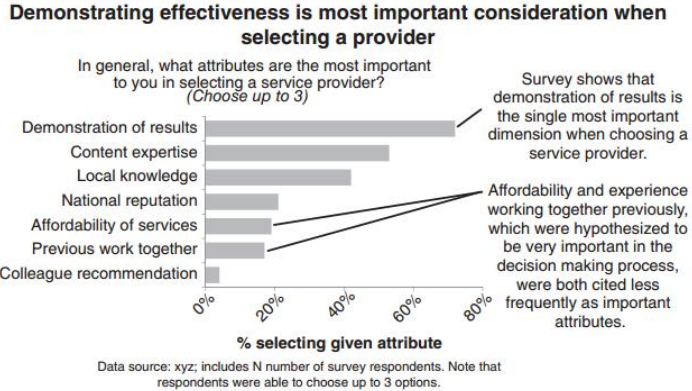 Demonstrating effectiveness is most important consideration when
selecting a provider
In general, what attributes are the most important
to you in selecting a service provider?
(Choose up to 3)
Demonstration of results
Content expertise
Local knowledge
National reputation
Affordability of services
Previous work together
Colleague recommendation
0%
20%
40%
60%
80%
% selecting given attribute
Survey shows that
demonstration of results is
the single most important
dimension when choosing a
service provider.
Affordability and experience
working together previously,
which were hypothesized to
be very important in the
decision making process,
were both cited less
frequently as important
attributes.
Data source: xyz; includes N number of survey respondents. Note that
respondents were able to choose up to 3 options.